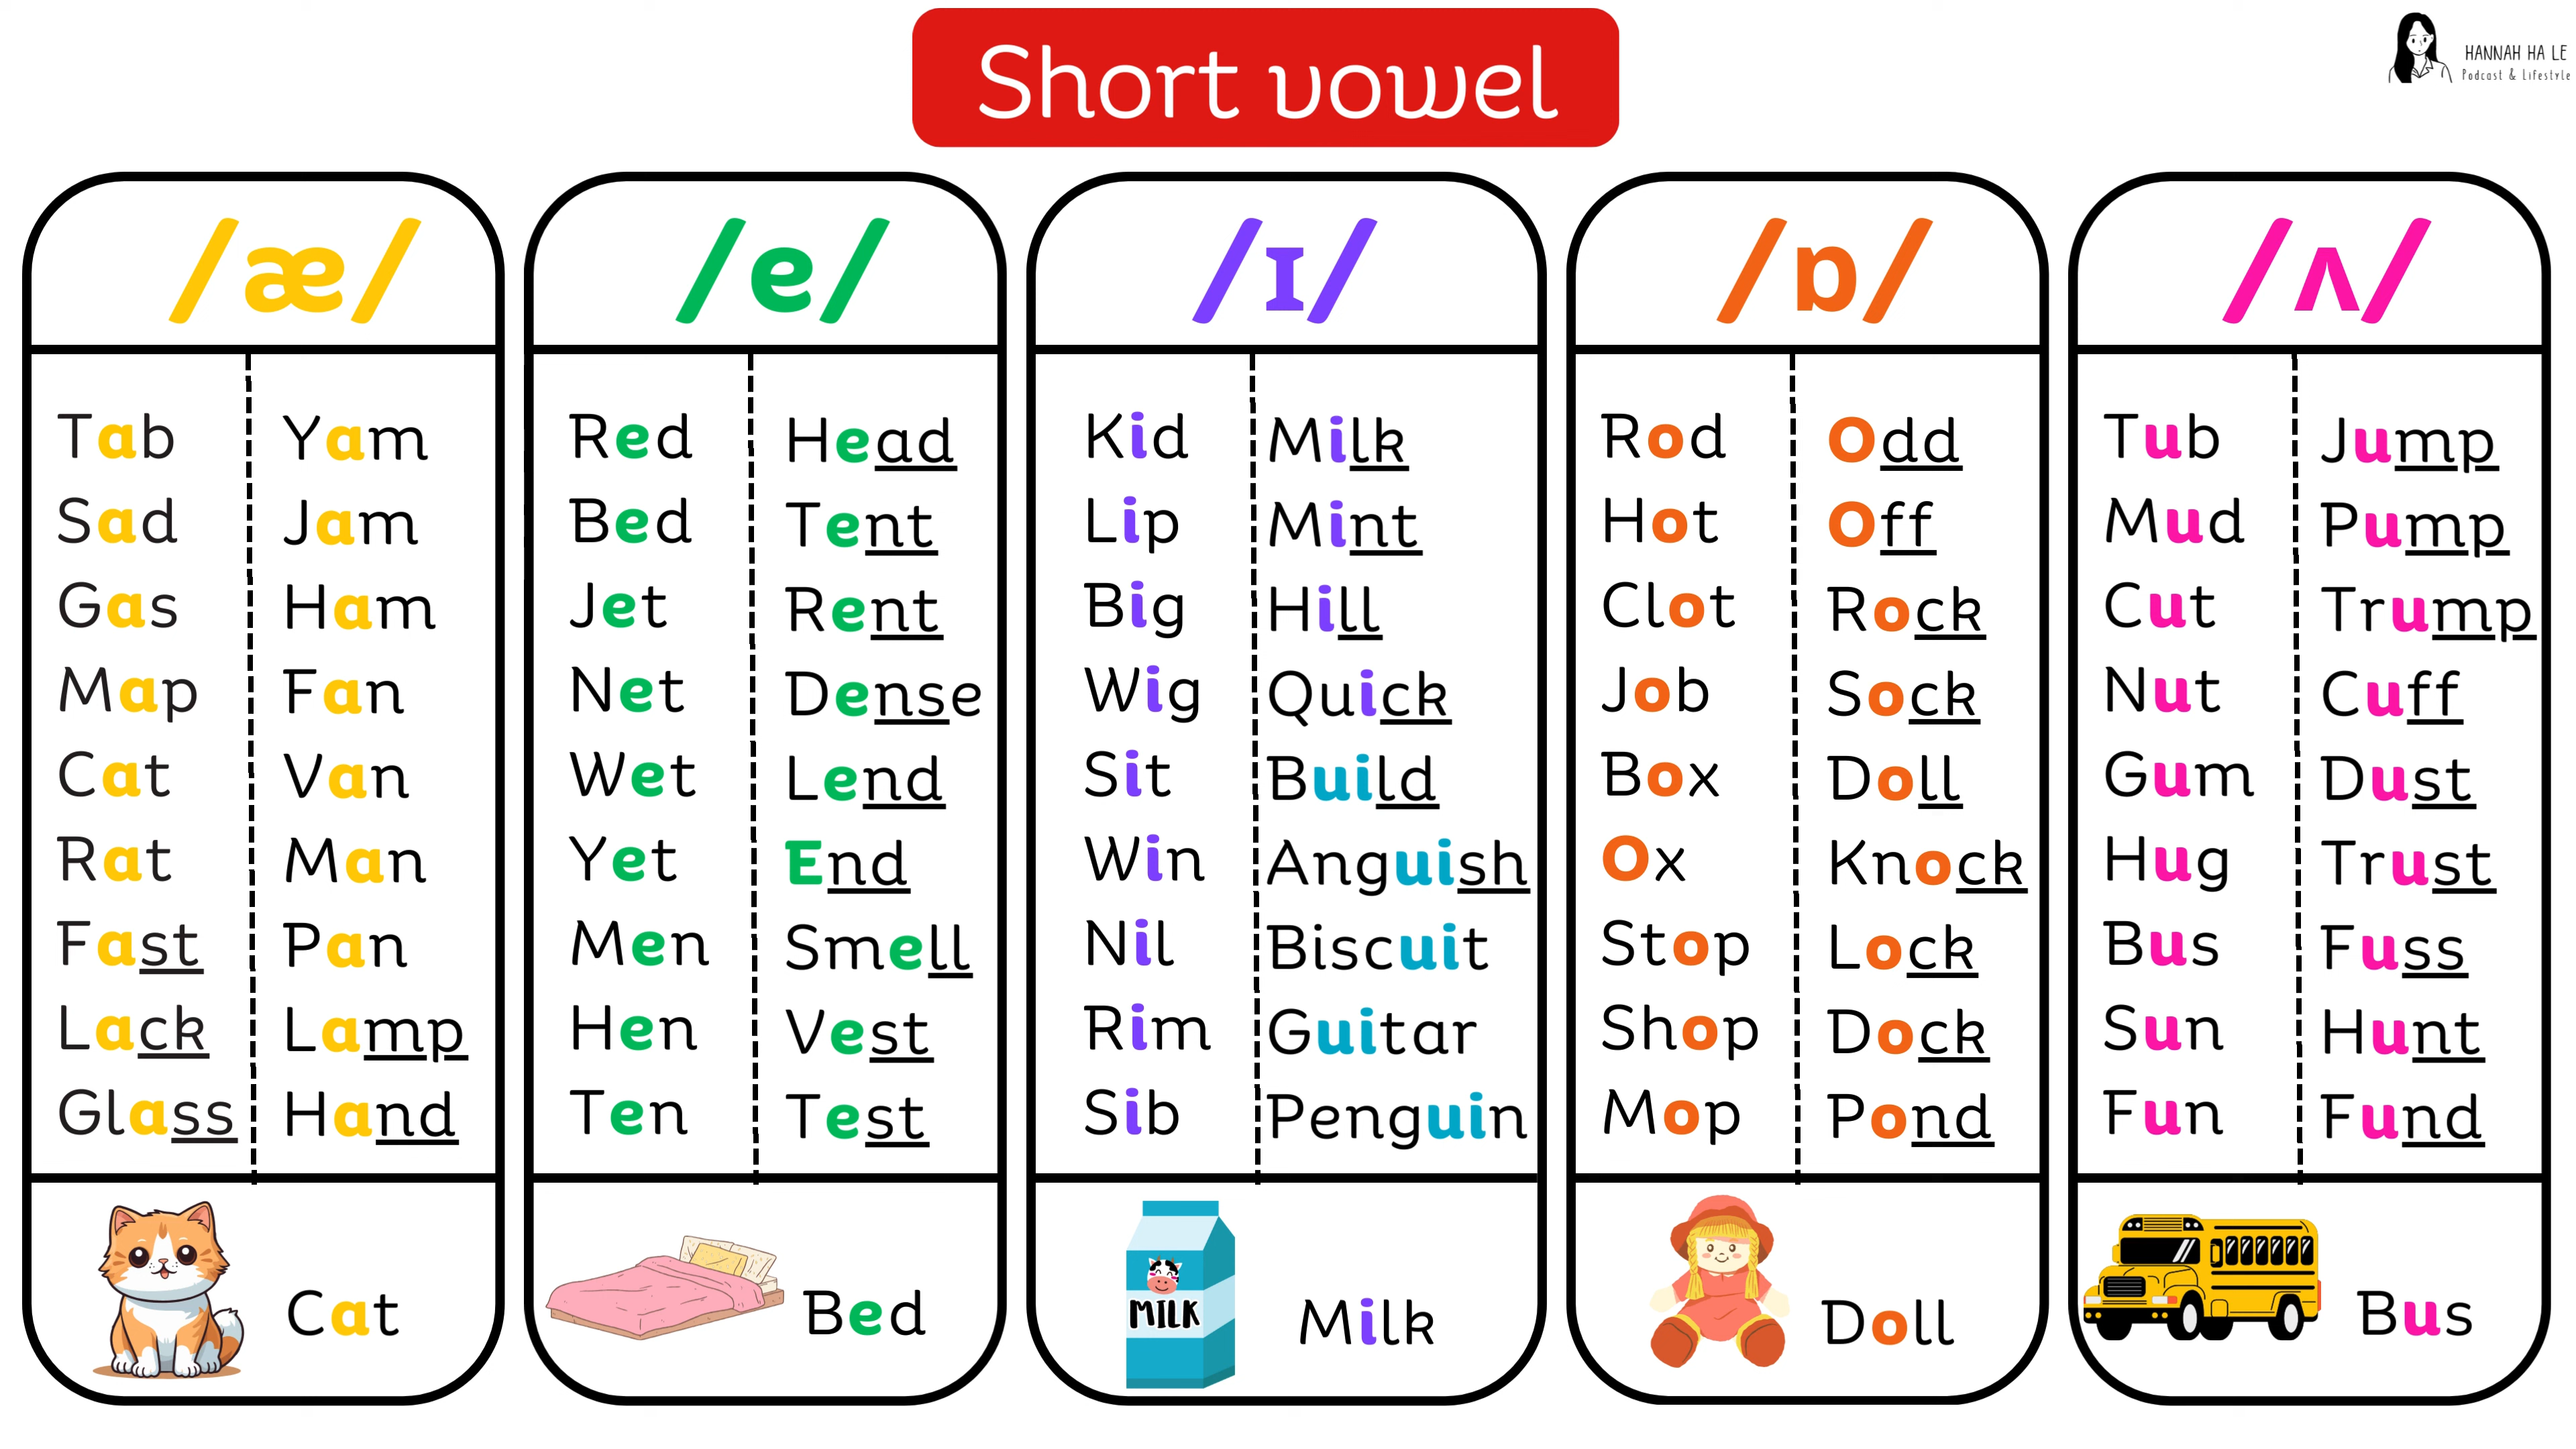 Short vowel
HANNAH HA LE
Podcast & Lifestyle
/æ/
Tab
Sad
Gas
Map
Cat
Rat
Fast
Lack
Glass
Yam
Jam
Ham
Fan
Van
Man
Pan
Lamp
Hand
Cat
/e/
Red
Bed
Jet
Net
Wet
Yet
Men
Hen
Ten
Head
Tent
Rent
Dense
Lend
End
Smell
Vest
Test
Bed
/ɪ/
Kid
Lip
Big
Wig
Sit
Win
Nil
Rim
Sib
Milk
Mint
Hill
Quick
Build
Anguish
Biscuit
Guitar
Penguin
MILK
Milk
/ɒ/
Rod
Hot
Clot
Job
Box
Ox
Stop
Shop
Mop
Odd
Off
Rock
Sock
Doll
Knock
Lock
Dock
Pond
Doll
/ʌ/
Tub
Mud
Cut
Nut
Gum
Hug
Bus
Sun
Fun
Jump
Pump
Trump
Cuff
Dust
Trust
Fuss
Hunt
Fund
Bus